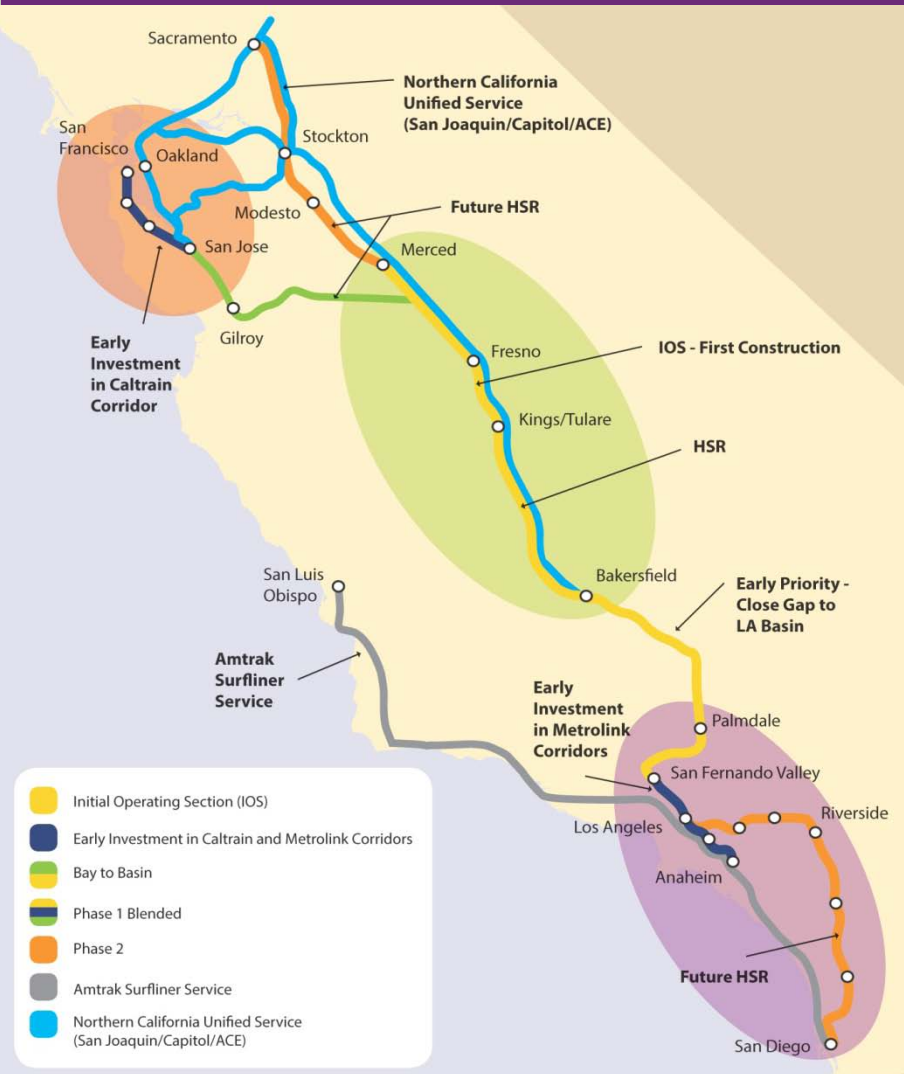 Sacramento
Northern California
Unified Service
(San Joaquin/Capitol/ACE)
San
Francisco
Oakland
Stockton
Modesto
Future HSR
San Jose
Merced
Gilroy
Early
Investment
in Caltrain
Corridor
Fresno
IOS - First Construction
Kings/Tulare
HSR
San Luis
Obispo
Bakersfield
Early Priority -
Close Gap to
LA Basin
Amtrak
Surfliner
Service
Early
Investment
in Metrolink
Corridors
Palmdale
San Fernando Valley
Los Angeles
Riverside
Anaheim
Future HSR
San Diego
Initial Operating Section (IOS)
Early Investment in Caltrain and Metrolink Corridors
Bay to Basin
Phase 1 Blended
Phase 2
Amtrak Surfliner Service
Northern California Unified Service
(San Joaquin/Capitol/ACE)